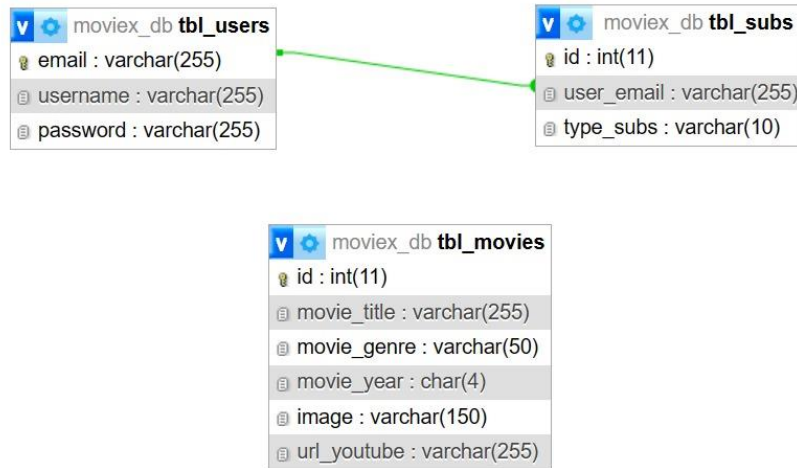 v moviex_db tbl_users
email : varchar(255)
username : varchar(255)
password : varchar(255)
v moviex_db tbl_subs
id : int(11)
user_email : varchar(255)
type_subs : varchar(10)
v moviex_db tbl_movies
id : int(11)
movie_title : varchar(255)
movie_genre : varchar(50)
movie_year : char(4)
image : varchar(150)
url_youtube : varchar(255)